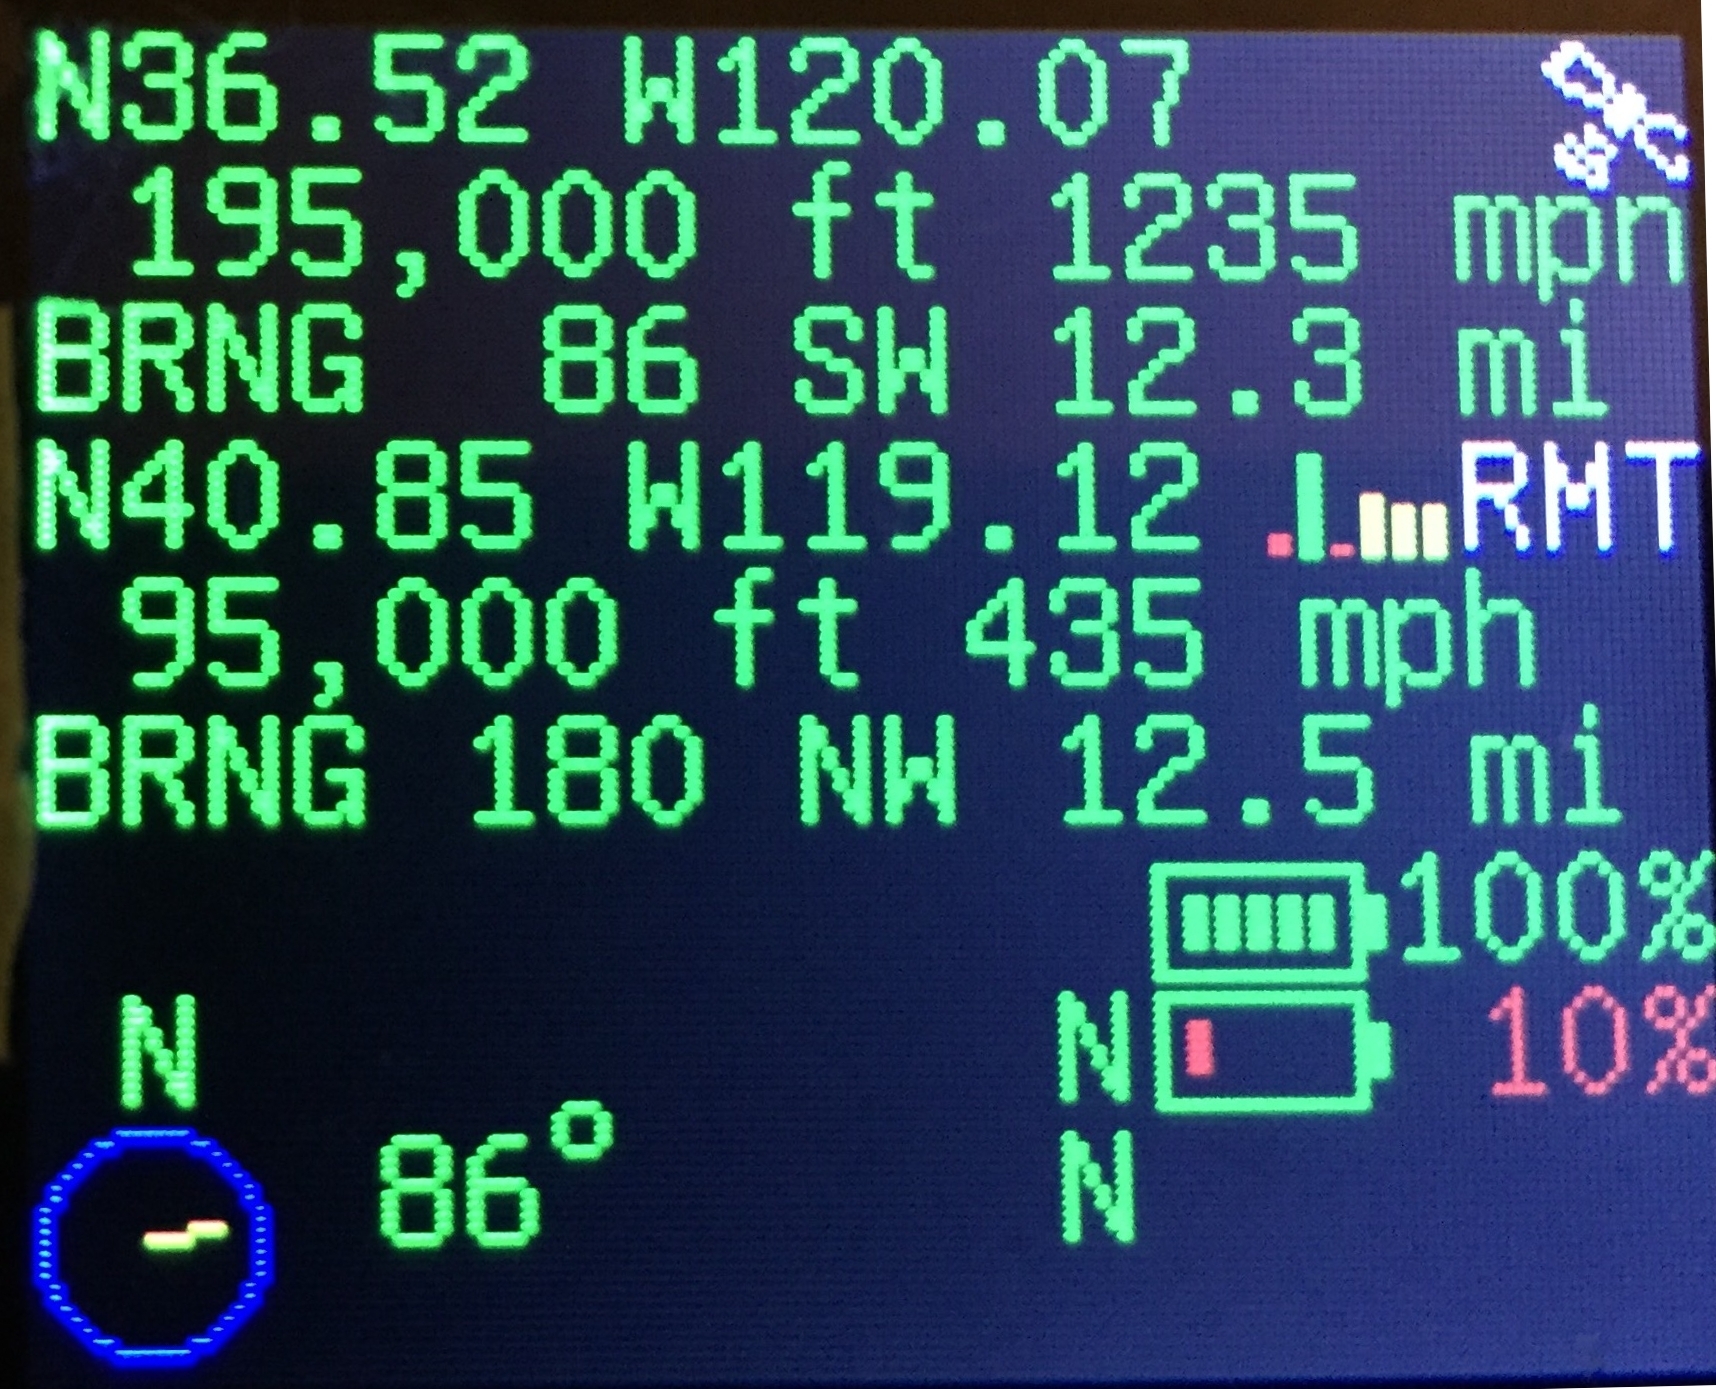 N36.52 W120.07
195,000 ft 1235 mph
BRNG 86 SW 12.3 mi
N40.85 W119.12 RMT
95,000 ft 435 mph
BRNG 180 NW 12.5 mi
100%
N N 10%
86° N